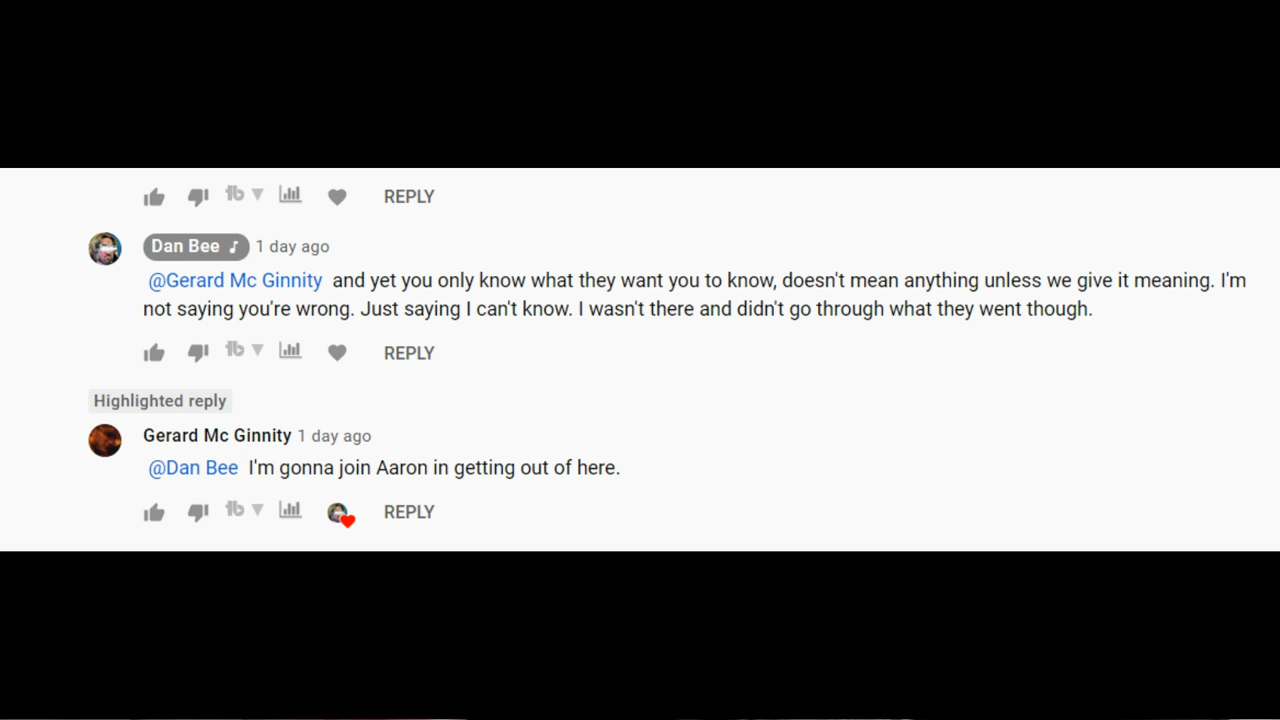 REPLY
Dan Bee 1 day ago
@Gerard Mc Ginnity and yet you only know what they want you to know, doesn't mean anything unless we give it meaning. I'm
not saying you're wrong. Just saying I can't know. I wasn't there and didn't go through what they went though.
REPLY
Highlighted reply
Gerard Mc Ginnity 1 day ago
@Dan Bee I'm gonna join Aaron in getting out of here.
REPLY